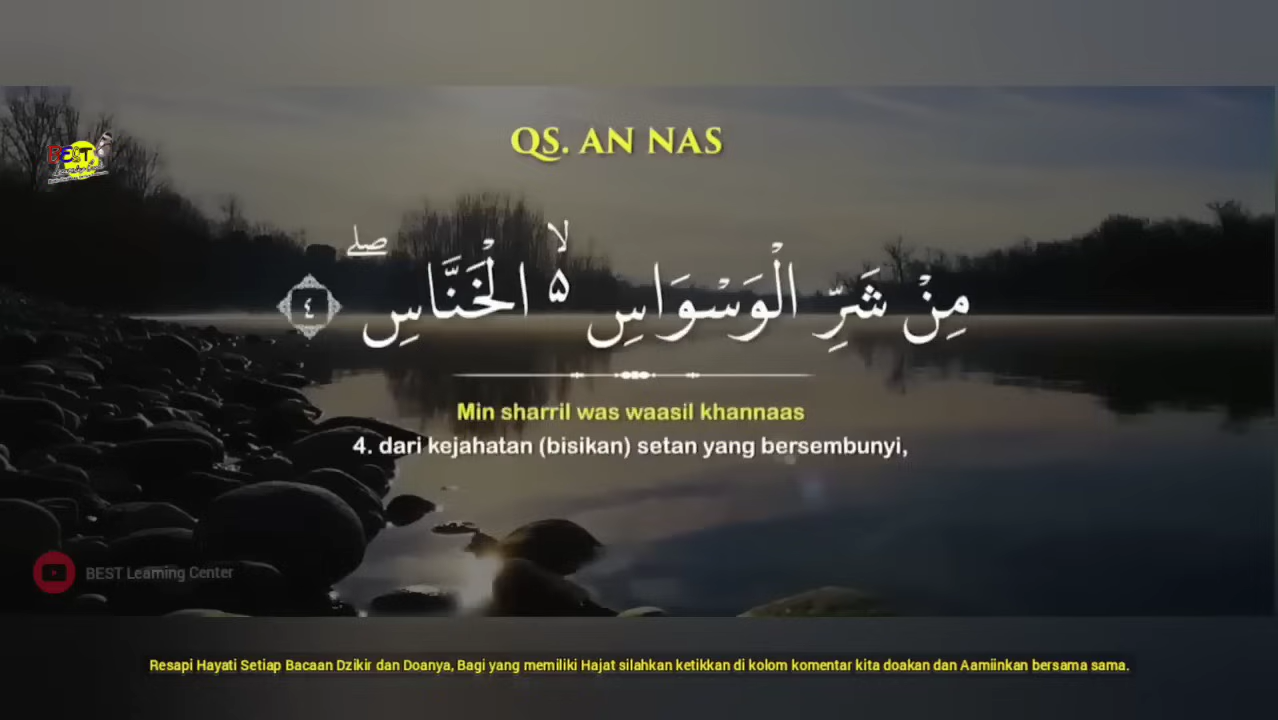 BEST
QS. AN NAS
مِنْ شَرِّ الْوَسْوَاسِ ۵ۙ الْخَنَّاسِۖ ٤
Min sharril was waasil khannaas
4. dari kejahatan (bisikan) setan yang bersembunyi,
BEST Learning Center
Resapi Hayati Setiap Bacaan Dzikir dan Doanya, Bagi yang memiliki Hajat silahkan ketikkan di kolom komentar kita doakan dan Aamiinkan bersama sama.